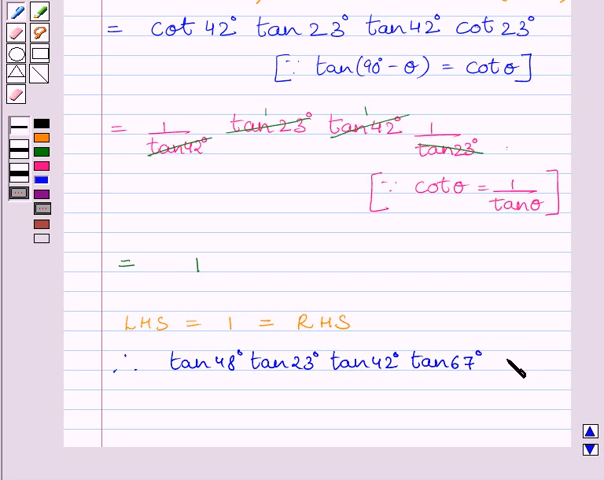 = cot 42° tan 23° tan 42° cot 23°
[∵ tan(90° - θ) = cot θ]
= 1/tan 42° tan 23° tan 42° 1/tan 23°
[∵ cot θ = 1/tan θ]
= 1
LHS = 1 = RHS
∴ tan 48° tan 23° tan 42° tan 67°